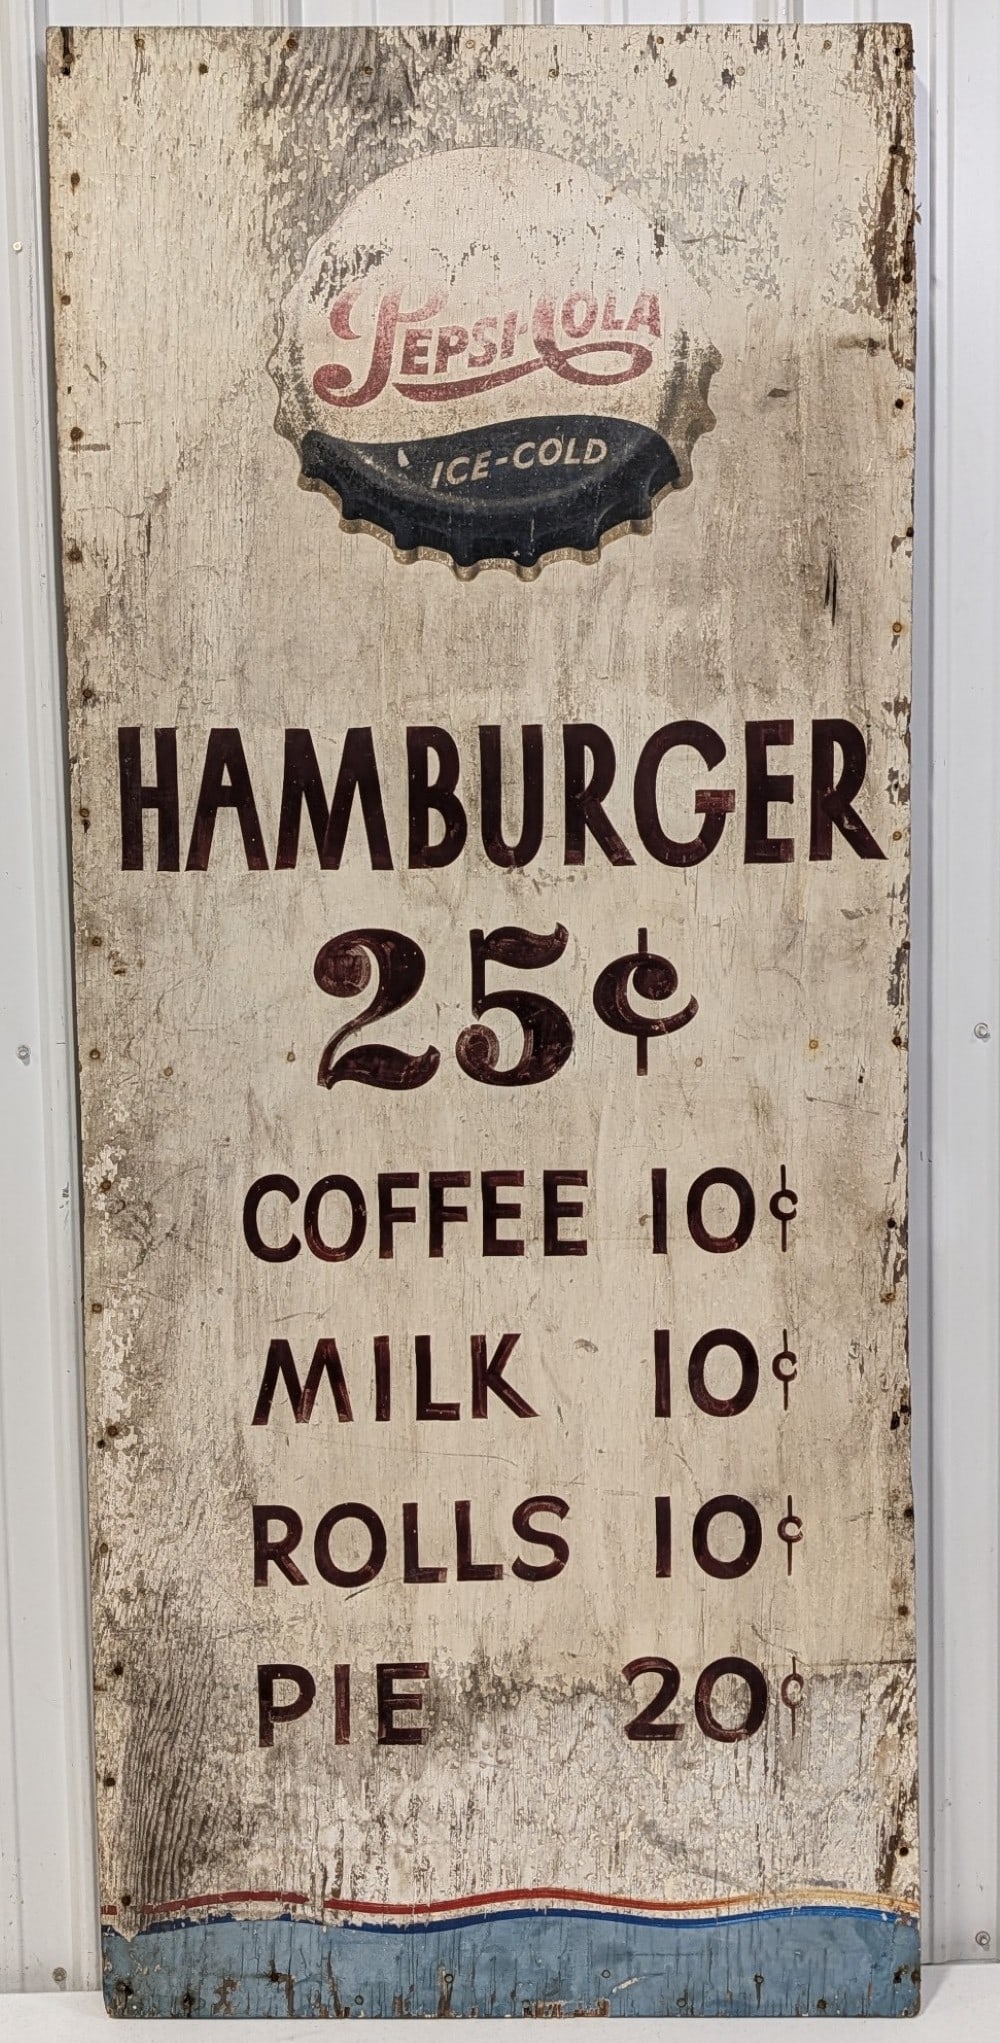 PEPSI-COLA
ICE-COLD
HAMBURGER
25¢
COFFEE 10¢
MILK 10¢
ROLLS 10¢
PIE 20¢